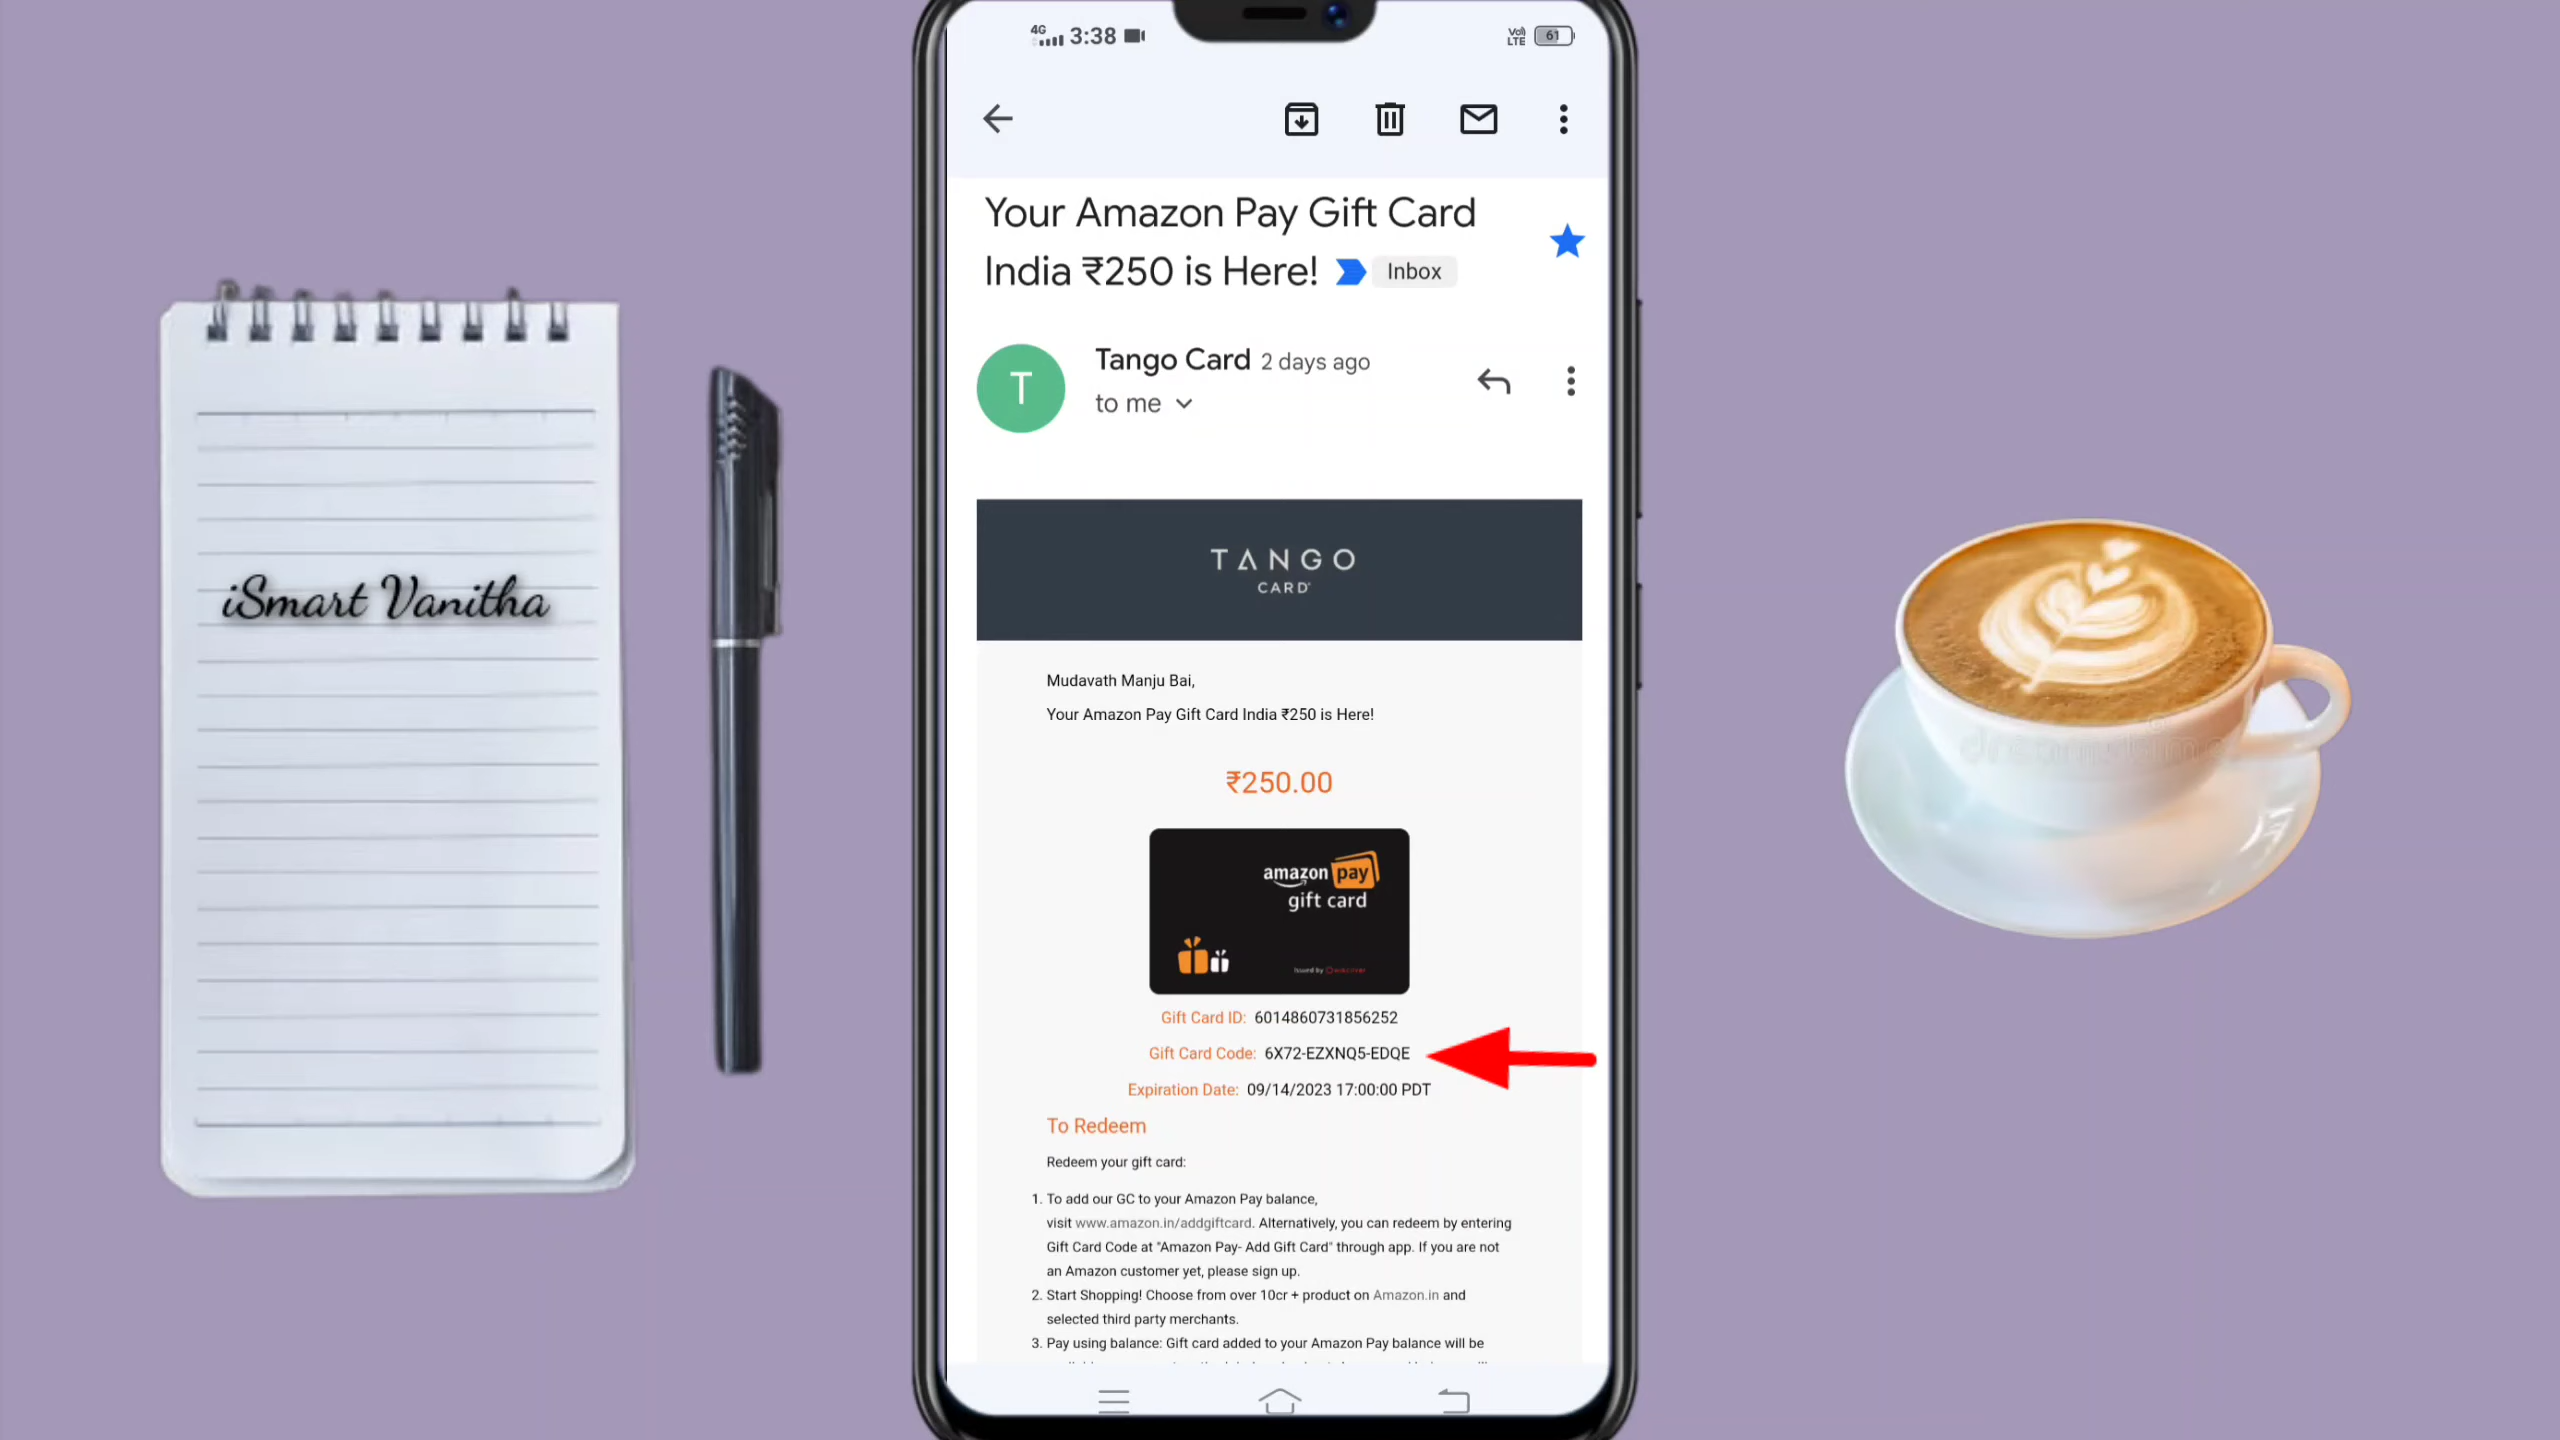 4G 3:38 VoI) LTE 61
Your Amazon Pay Gift Card
India ₹250 is Here! Inbox
Tango Card 2 days ago
T
to me
TANGO
CARD
iSmart Vanitha
Mudavath Manju Bai,
Your Amazon Pay Gift Card India ₹250 is Here!
₹250.00
amazon pay
gift card
Issued by
Gift Card ID: 6014860731856252
Gift Card Code: 6X72-EZXNQ5-EDQE
Expiration Date: 09/14/2023 17:00:00 PDT
To Redeem
Redeem your gift card:
1. To add our GC to your Amazon Pay balance,
visit www.amazon.in/addgiftcard. Alternatively, you can redeem by entering
Gift Card Code at "Amazon Pay- Add Gift Card" through app. If you are not
an Amazon customer yet, please sign up.
2. Start Shopping! Choose from over 10cr + product on Amazon.in and
selected third party merchants.
3. Pay using balance: Gift card added to your Amazon Pay balance will be